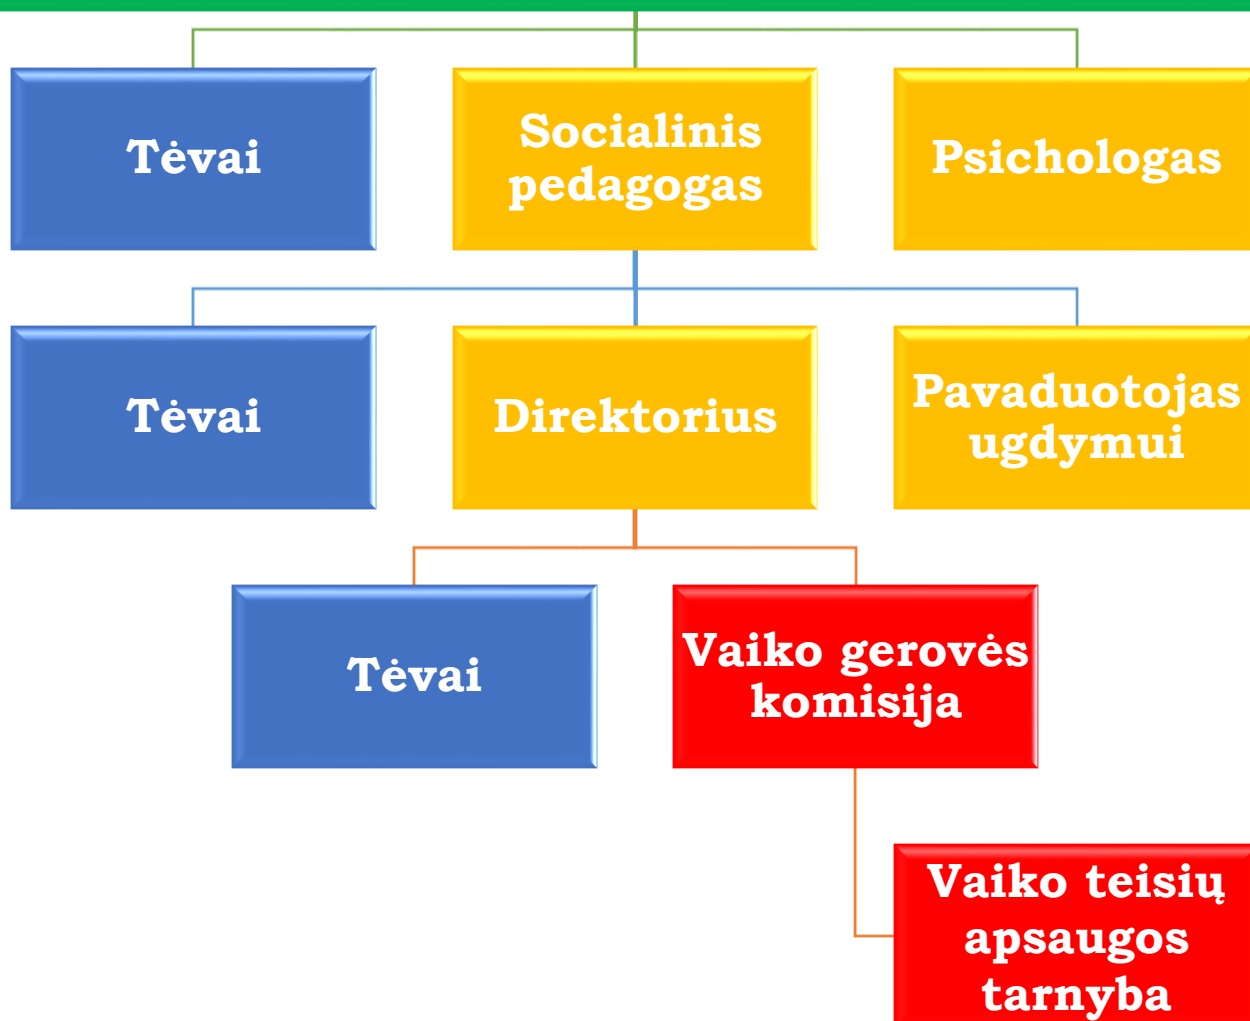 Tėvai
Socialinis
pedagogas
Psichologas
Tėvai
Direktorius
Pavaduotojas
ugdymui
Tėvai
Vaiko gerovės
komisija
Vaiko teisių
apsaugos
tarnyba